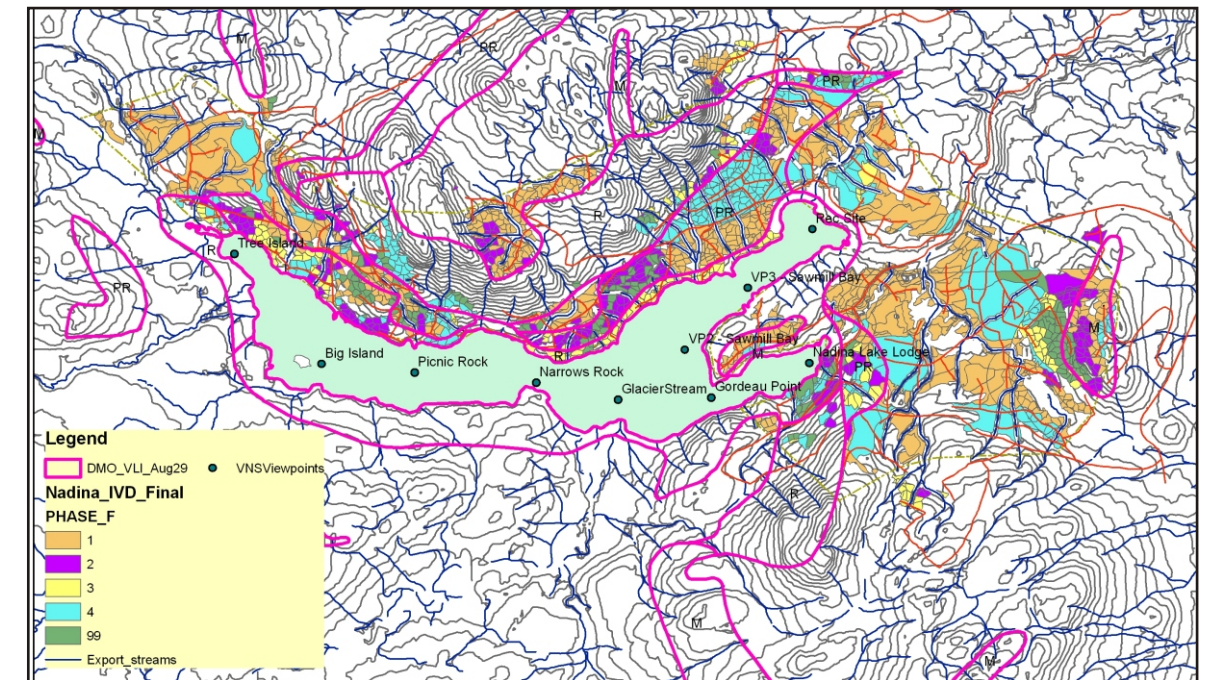 M
PR
M
PR
M
R
PR
Rec Site
R
Tree Island
VP3 - Sawmill Bay
PR
M
VP2 - Sawmill Bay
M
Nadina Lake Lodge
Big Island
R
Picnic Rock
PR
Narrows Rock
GlacierStream
Gordeau Point
R
M
M
Legend
DMO_VLI_Aug29
VNSViewpoints
Nadina_IVD_Final
PHASE_F
1
2
3
4
99
Export_streams